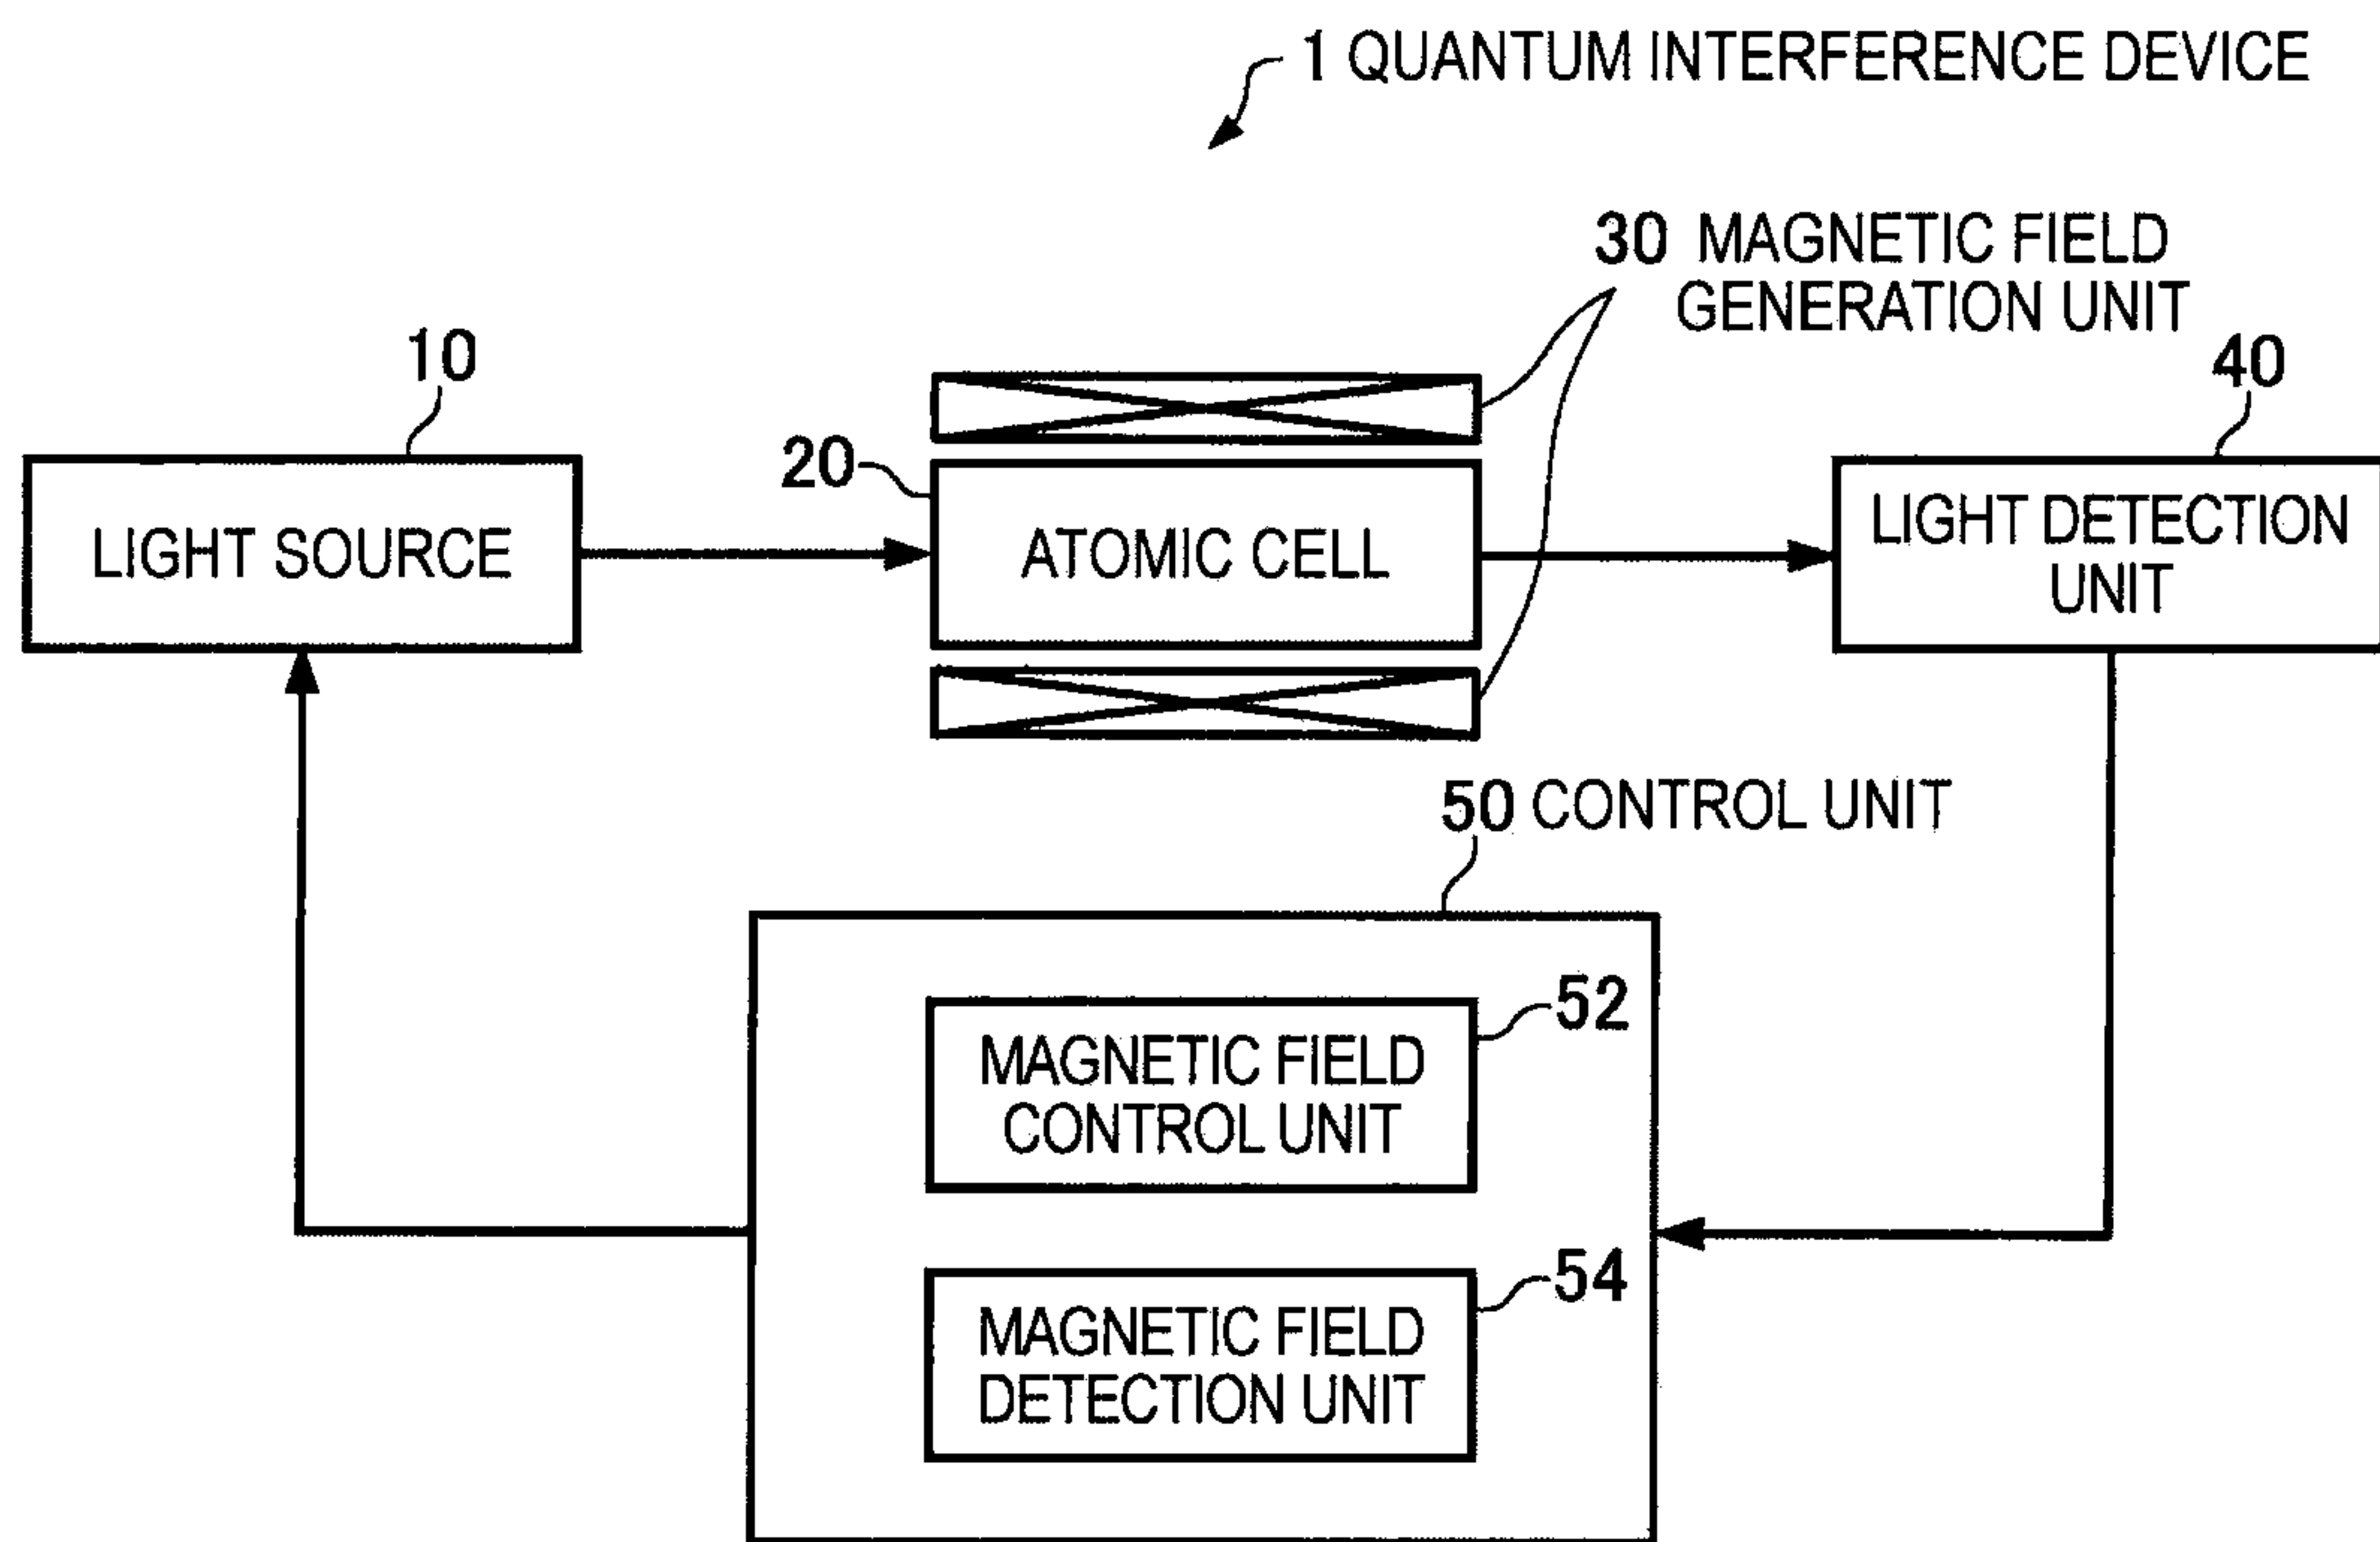 1 QUANTUM INTERFERENCE DEVICE
30 MAGNETIC FIELD
GENERATION UNIT
10
40
20
LIGHT SOURCE
ATOMIC CELL
LIGHT DETECTION
UNIT
50 CONTROL UNIT
52
MAGNETIC FIELD
CONTROL UNIT
54
MAGNETIC FIELD
DETECTION UNIT